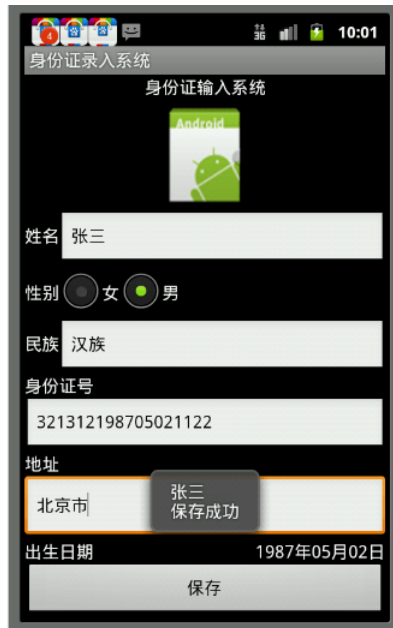 4
3G
10:01
身份证录入系统
身份证输入系统
Android
姓名 张三
性别 女 男
民族 汉族
身份证号
321312198705021122
地址
北京市
张三
保存成功
出生日期 1987年05月02日
保存